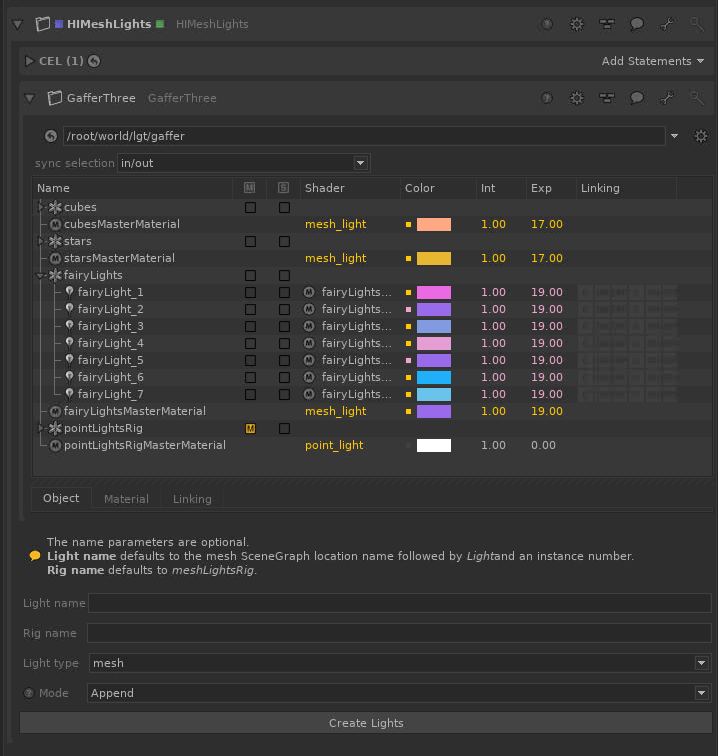 HIMeshLights HIMeshLights
CEL (1) Add Statements
GafferThree GafferThree
/root/world/lgt/gaffer
sync selection in/out
Name M S Shader Color Int Exp Linking
cubes
M cubesMasterMaterial mesh_light 1.00 17.00
stars
M starsMasterMaterial mesh_light 1.00 17.00
fairyLights
fairyLight_1 M fairyLights... 1.00 19.00
fairyLight_2 M fairyLights... 1.00 19.00
fairyLight_3 M fairyLights... 1.00 19.00
fairyLight_4 M fairyLights... 1.00 19.00
fairyLight_5 M fairyLights... 1.00 19.00
fairyLight_6 M fairyLights... 1.00 19.00
fairyLight_7 M fairyLights... 1.00 19.00
M fairyLightsMasterMaterial mesh_light 1.00 19.00
pointLightsRig M
M pointLightsRigMasterMaterial point_light 1.00 0.00
Object Material Linking
The name parameters are optional.
Light name defaults to the mesh SceneGraph location name followed by Lightand an instance number.
Rig name defaults to meshLightsRig.
Light name
Rig name
Light type mesh
? Mode Append
Create Lights